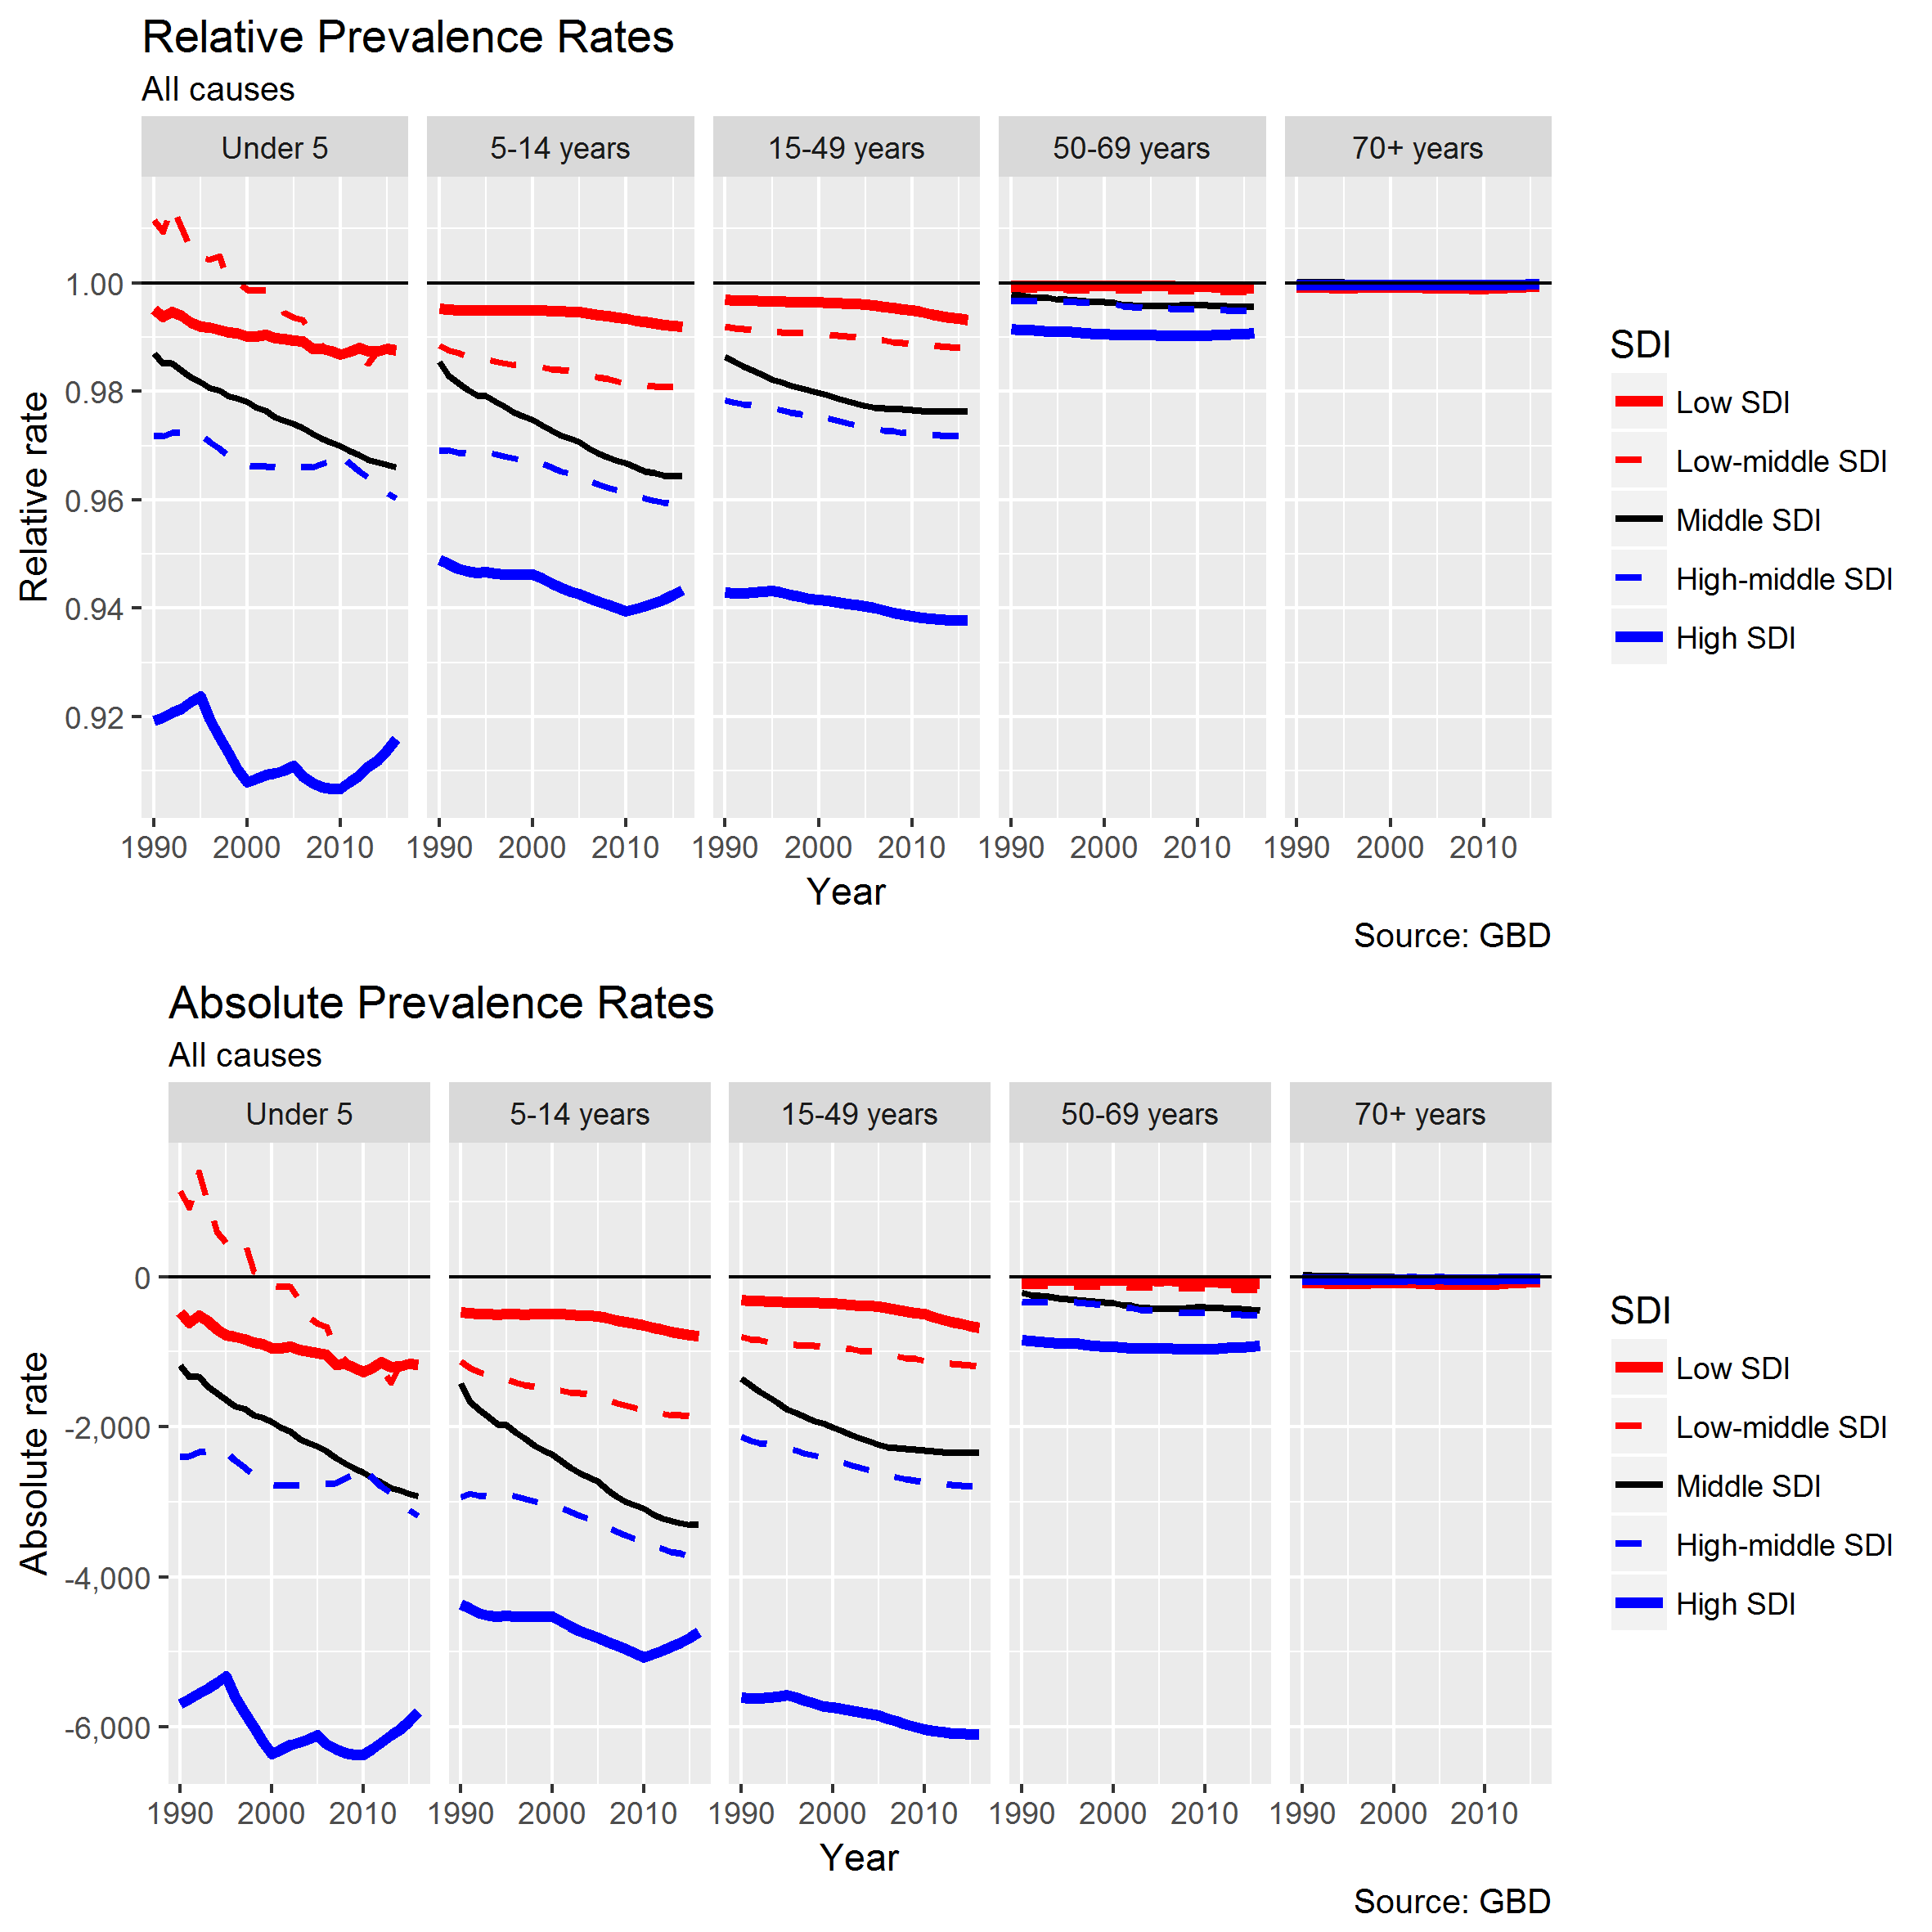 Relative Prevalence Rates
All causes
Under 5 5-14 years 15-49 years 50-69 years 70+ years
1.00
0.98
0.96
0.94
0.92
Relative rate
1990 2000 2010 1990 2000 2010 1990 2000 2010 1990 2000 2010 1990 2000 2010
Year
Source: GBD
SDI
Low SDI
Low-middle SDI
Middle SDI
High-middle SDI
High SDI
Absolute Prevalence Rates
All causes
Under 5 5-14 years 15-49 years 50-69 years 70+ years
0
-2,000
-4,000
-6,000
Absolute rate
1990 2000 2010 1990 2000 2010 1990 2000 2010 1990 2000 2010 1990 2000 2010
Year
Source: GBD
SDI
Low SDI
Low-middle SDI
Middle SDI
High-middle SDI
High SDI